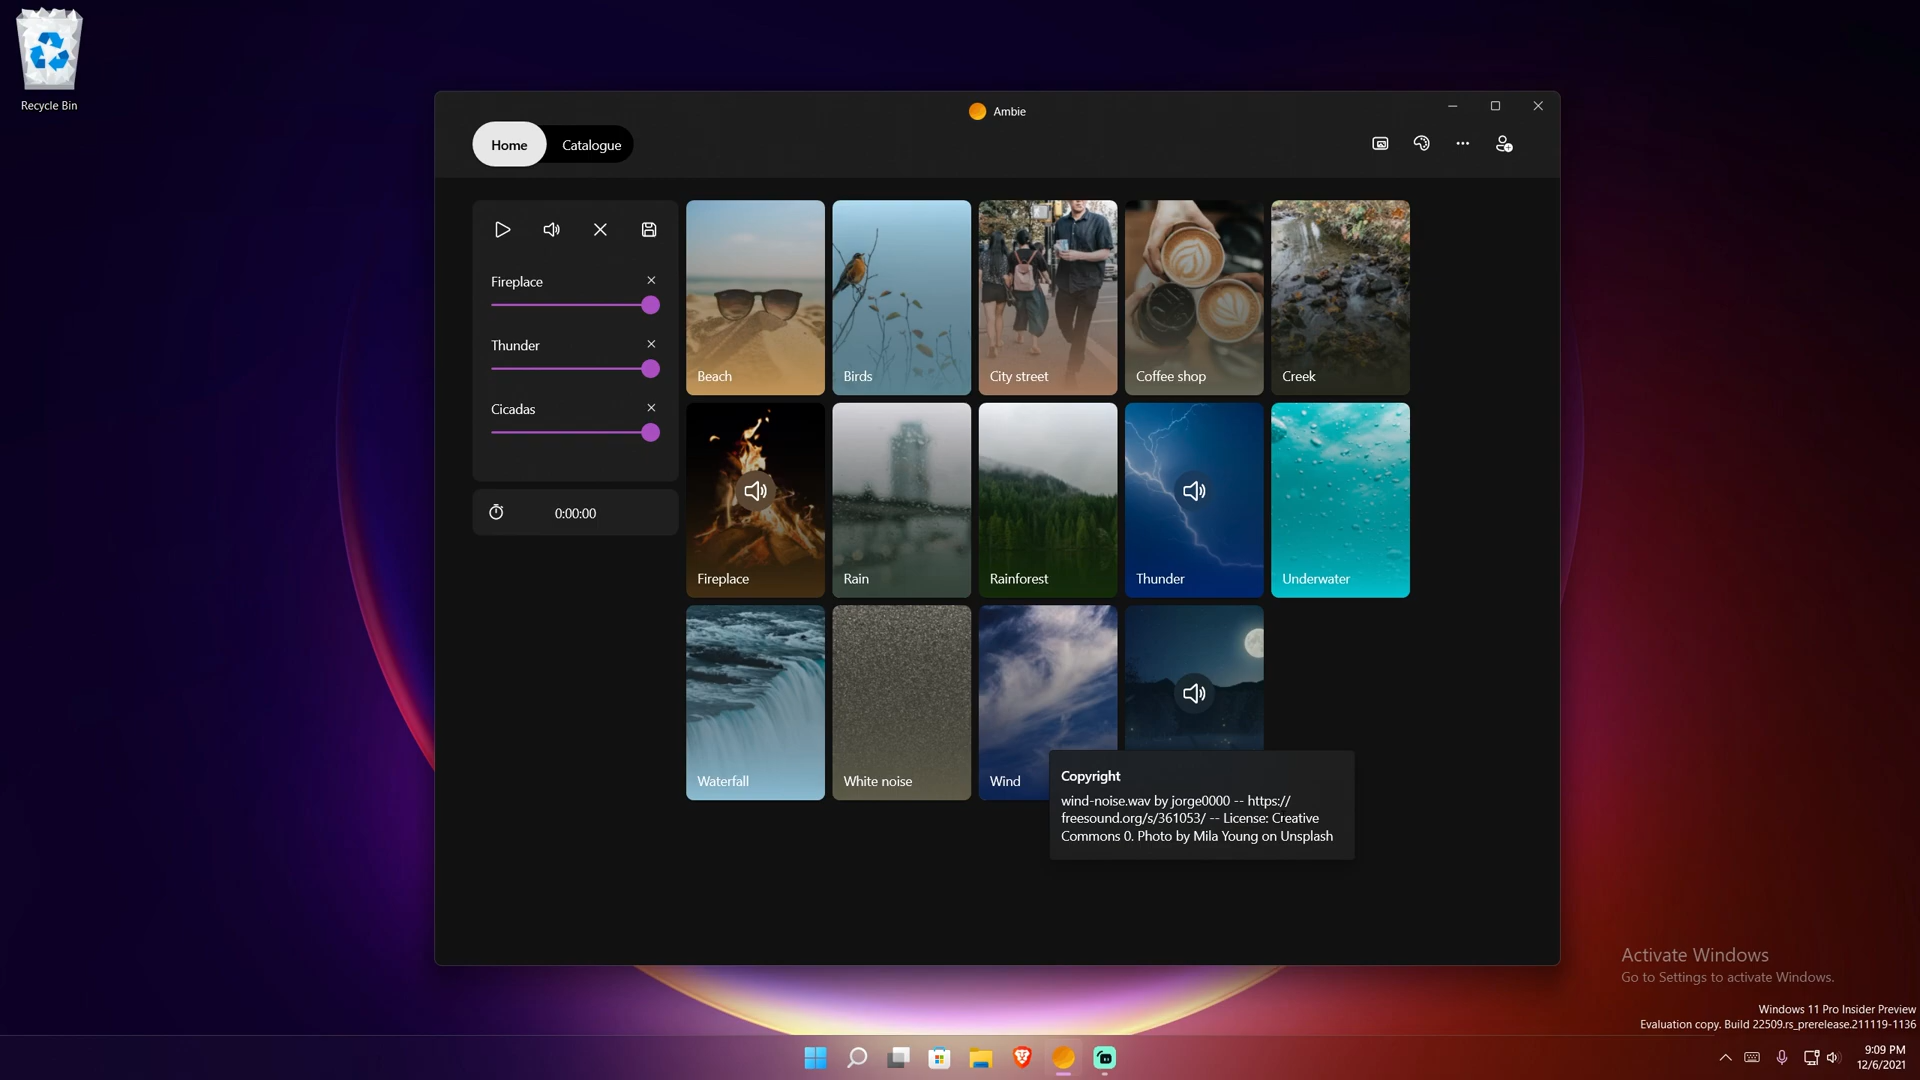 Recycle Bin
Ambie
Home
Catalogue
Fireplace
Thunder
Cicadas
0:00:00
Beach
Birds
City street
Coffee shop
Creek
Fireplace
Rain
Rainforest
Thunder
Underwater
Waterfall
White noise
Wind
Copyright
wind-noise.wav by jorge0000 -- https://
freesound.org/s/361053/ -- License: Creative
Commons 0. Photo by Mila Young on Unsplash
Activate Windows
Go to Settings to activate Windows.
Windows 11 Pro Insider Preview
Evaluation copy. Build 22509.rs_prerelease.211119-1136
9:09 PM
12/6/2021